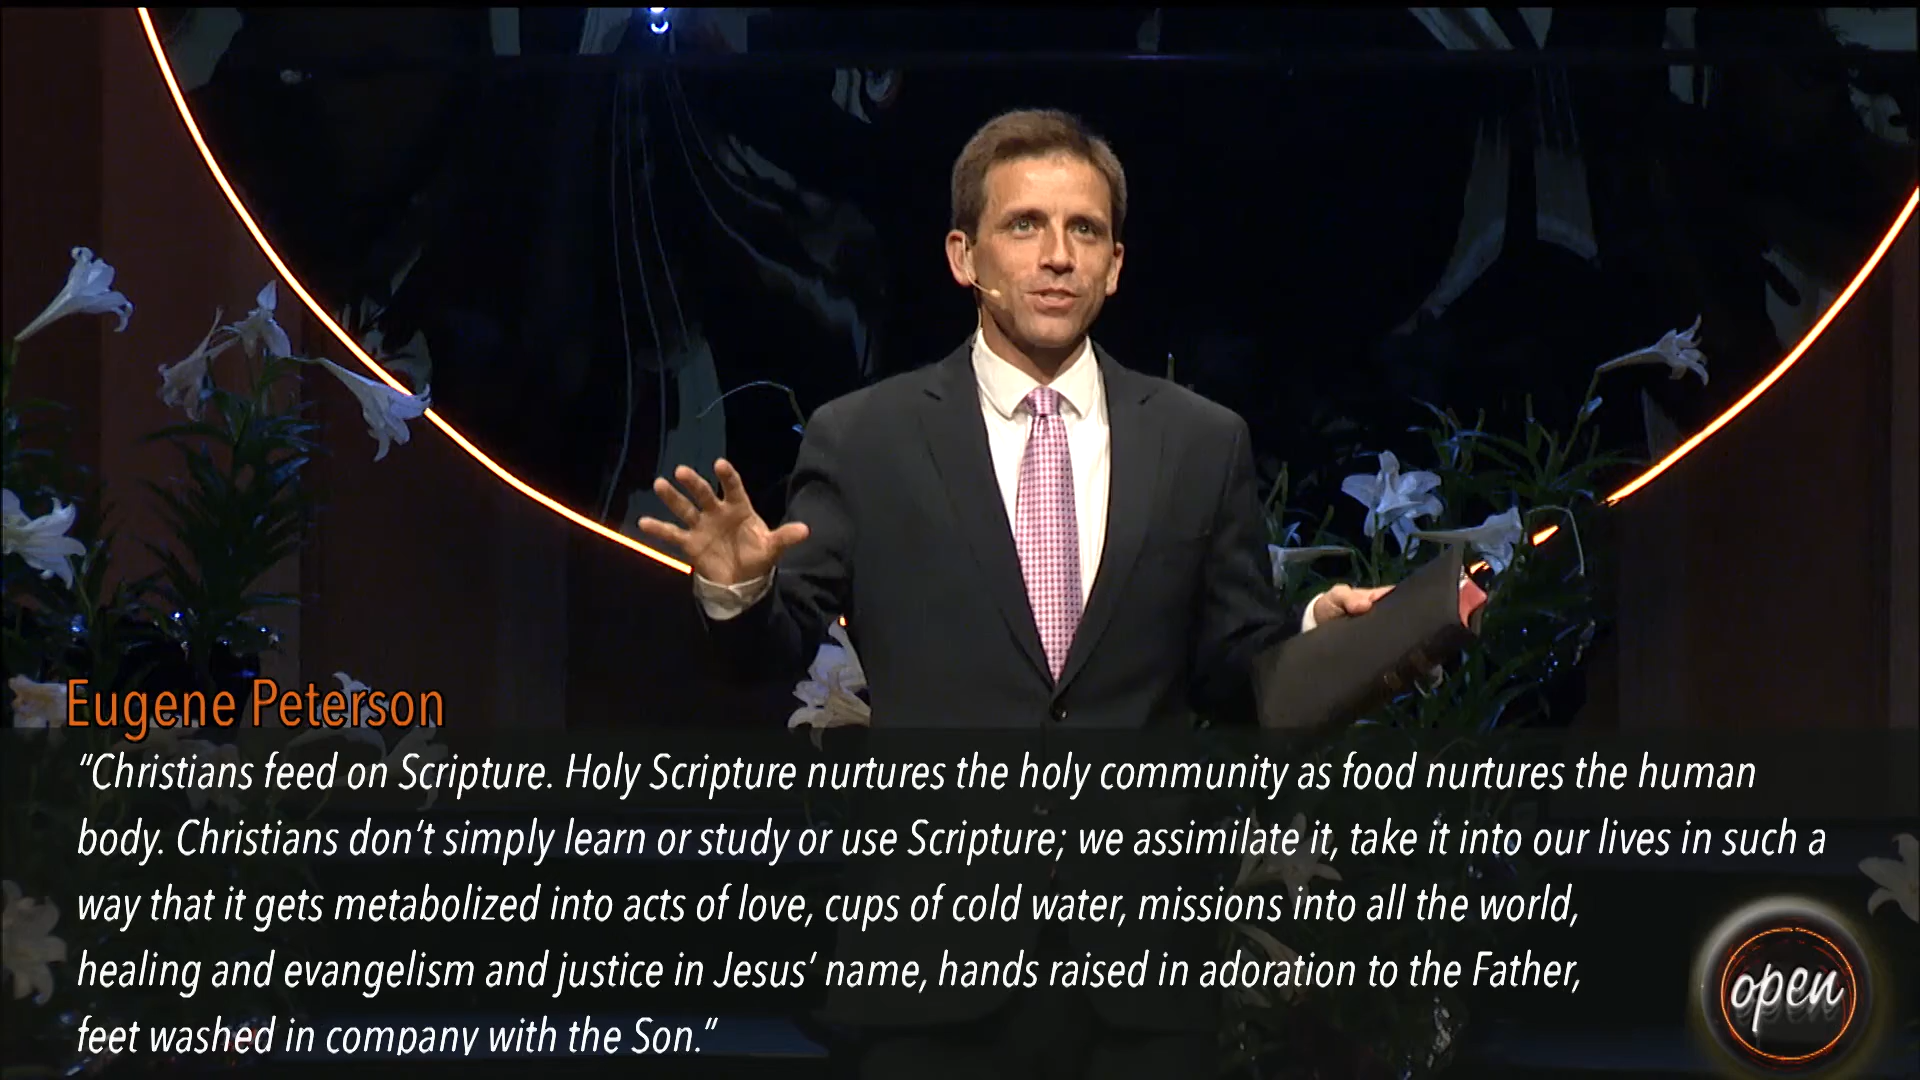 Eugene Peterson
“Christians feed on Scripture. Holy Scripture nurtures the holy community as food nurtures the human
body. Christians don’t simply learn or study or use Scripture; we assimilate it, take it into our lives in such a
way that it gets metabolized into acts of love, cups of cold water, missions into all the world,
healing and evangelism and justice in Jesus’ name, hands raised in adoration to the Father,
feet washed in company with the Son.”
open